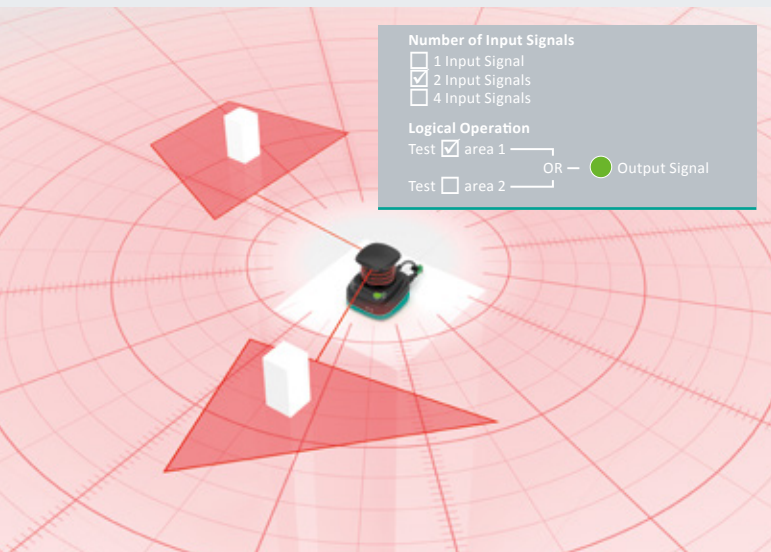 Number of Input Signals
1 Input Signal
2 Input Signals
4 Input Signals
Logical Operation
Test area 1
OR
Output Signal
Test area 2